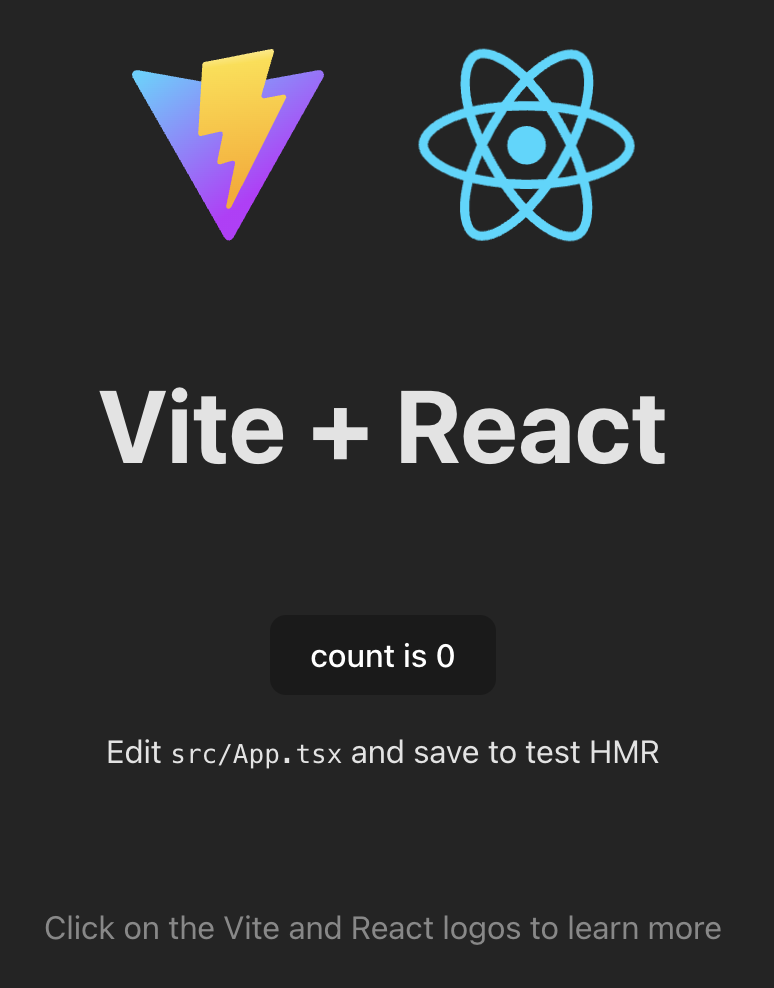 Vite + React
count is 0
Edit src/App.tsx and save to test HMR
Click on the Vite and React logos to learn more